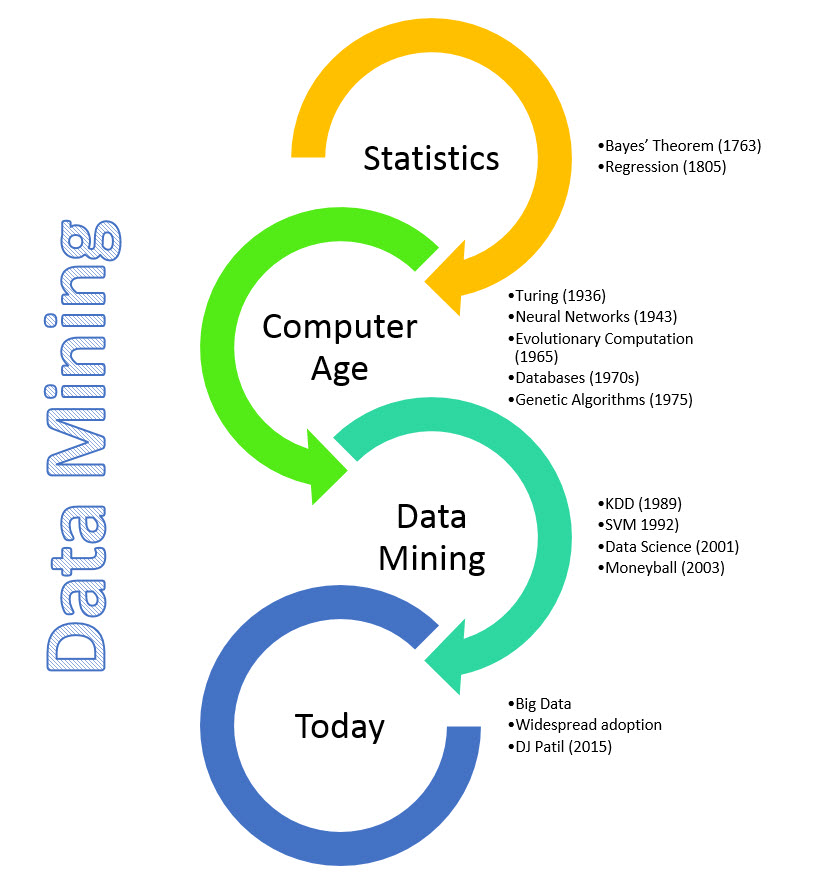 Data Mining
Statistics
•Bayes’ Theorem (1763)
•Regression (1805)
Computer
Age
•Turing (1936)
•Neural Networks (1943)
•Evolutionary Computation
(1965)
•Databases (1970s)
•Genetic Algorithms (1975)
Data
Mining
•KDD (1989)
•SVM 1992)
•Data Science (2001)
•Moneyball (2003)
Today
•Big Data
•Widespread adoption
•DJ Patil (2015)